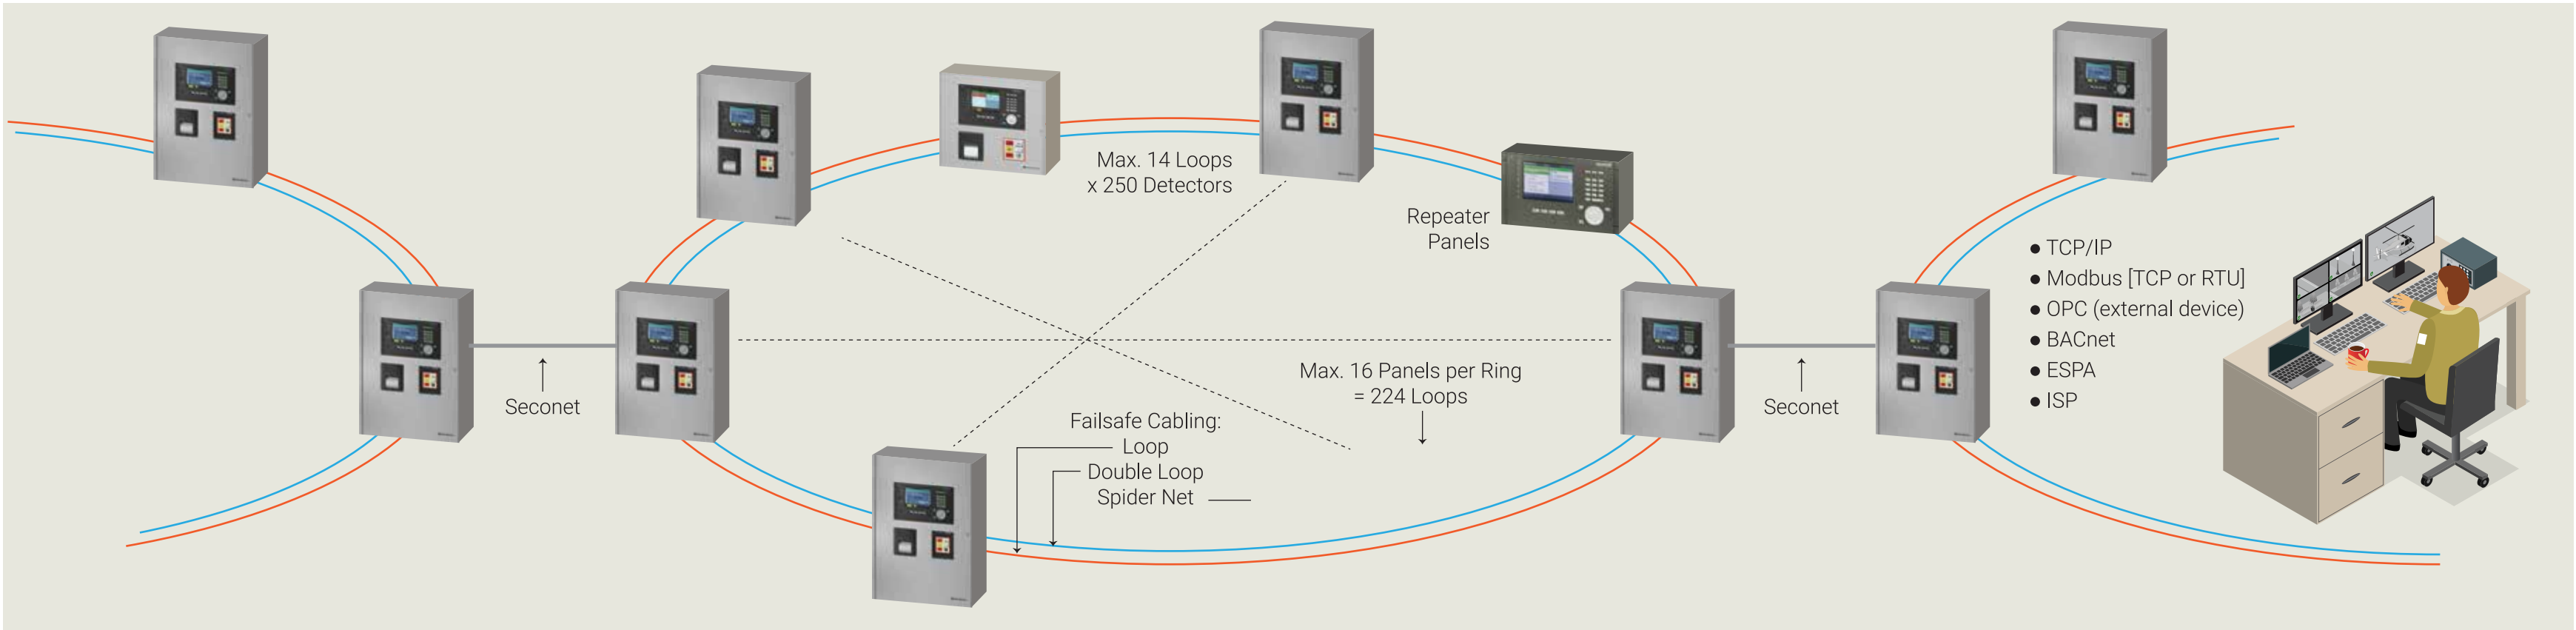 Max. 14 Loops
x 250 Detectors
Repeater
Panels
Seconet
Failsafe Cabling:
Loop
Double Loop
Spider Net
Max. 16 Panels per Ring
= 224 Loops
Seconet
● TCP/IP
● Modbus [TCP or RTU]
● OPC (external device)
● BACnet
● ESPA
● ISP